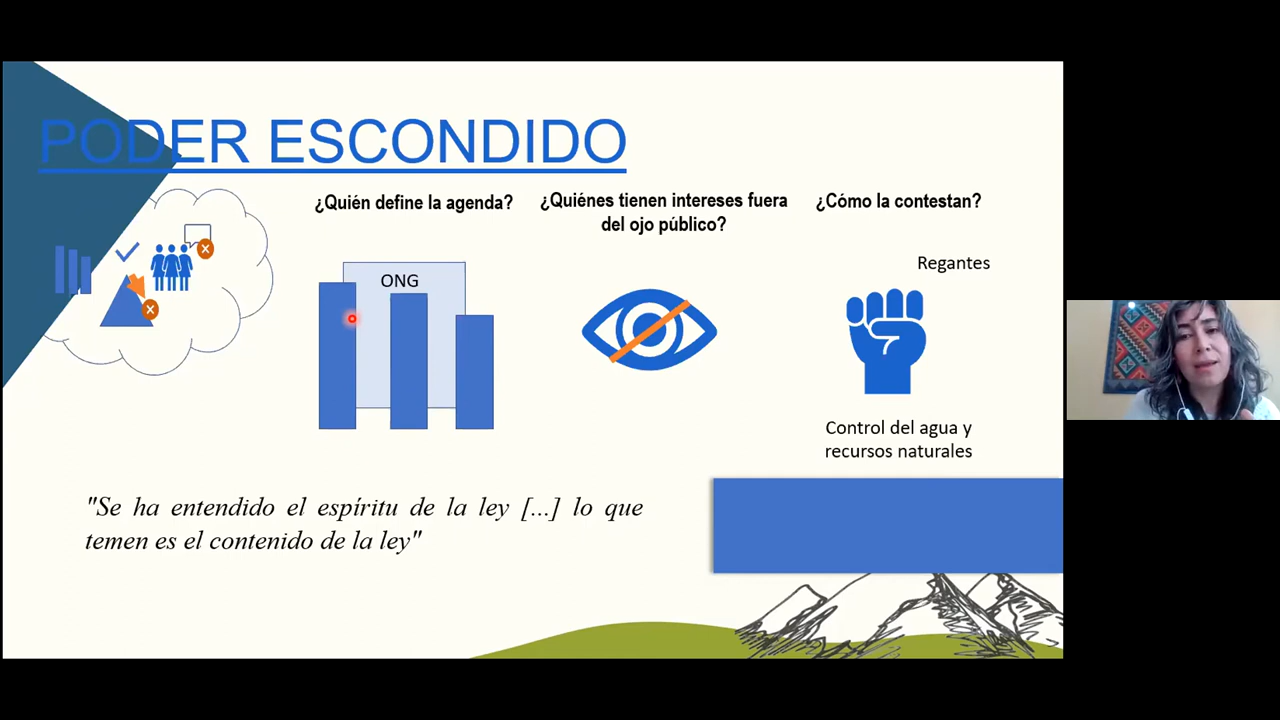 PODER ESCONDIDO
¿Quién define la agenda?
¿Quiénes tienen intereses fuera
del ojo público?
¿Cómo la contestan?
ONG
Regantes
Control del agua y
recursos naturales
"Se ha entendido el espíritu de la ley [...] lo que
temen es el contenido de la ley"